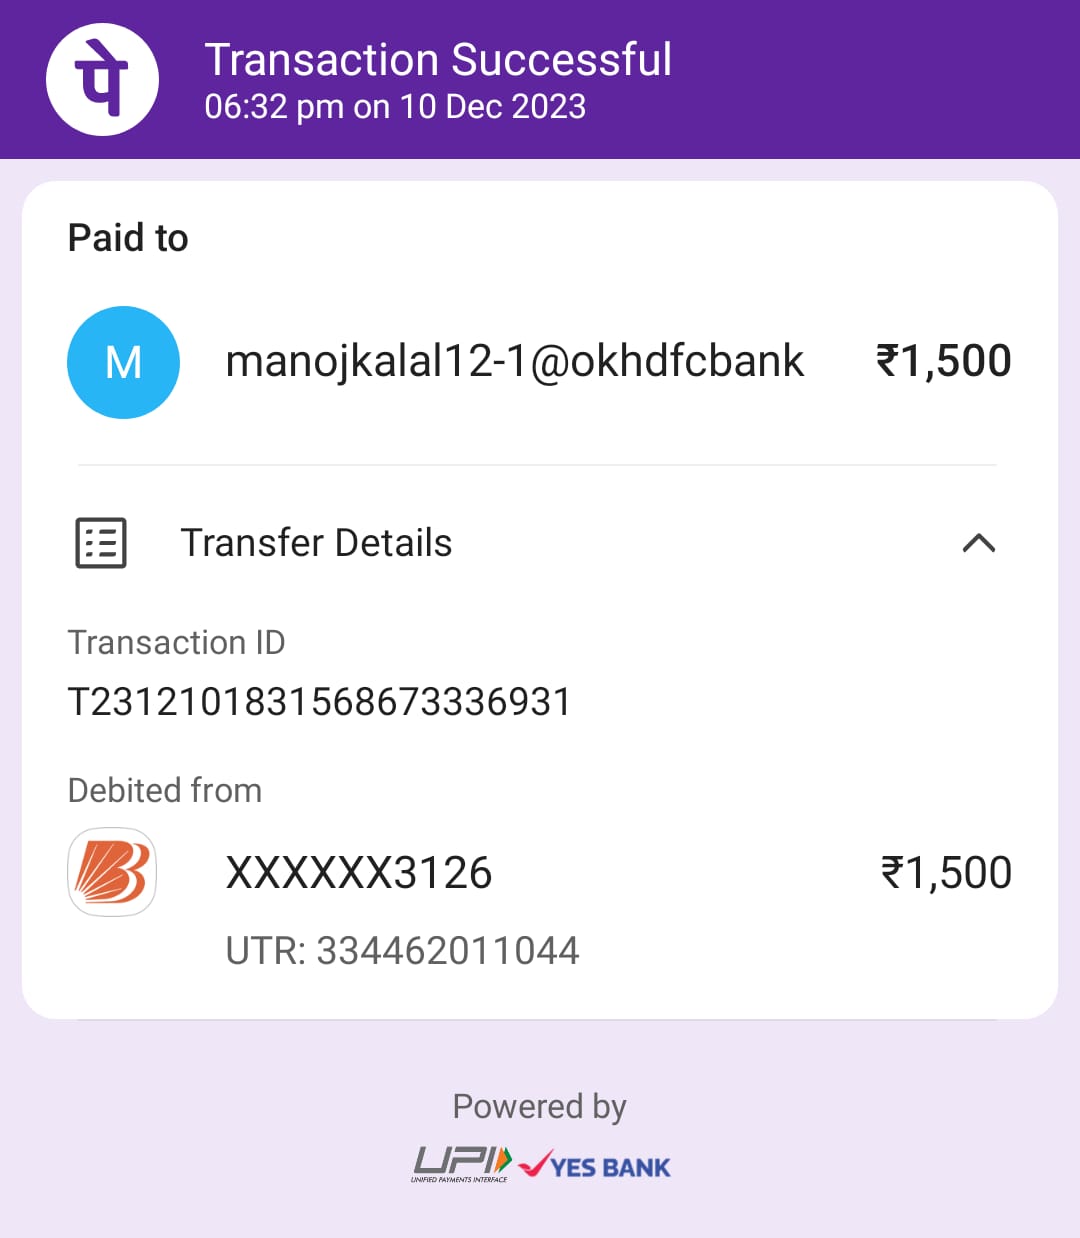 पे
Transaction Successful
06:32 pm on 10 Dec 2023
Paid to
M
manojkalal12-1@okhdfcbank ₹1,500
Transfer Details
Transaction ID
T2312101831568673336931
Debited from
XXXXXX3126 ₹1,500
UTR: 334462011044
Powered by
UPI YES BANK
UNIFIED PAYMENTS INTERFACE